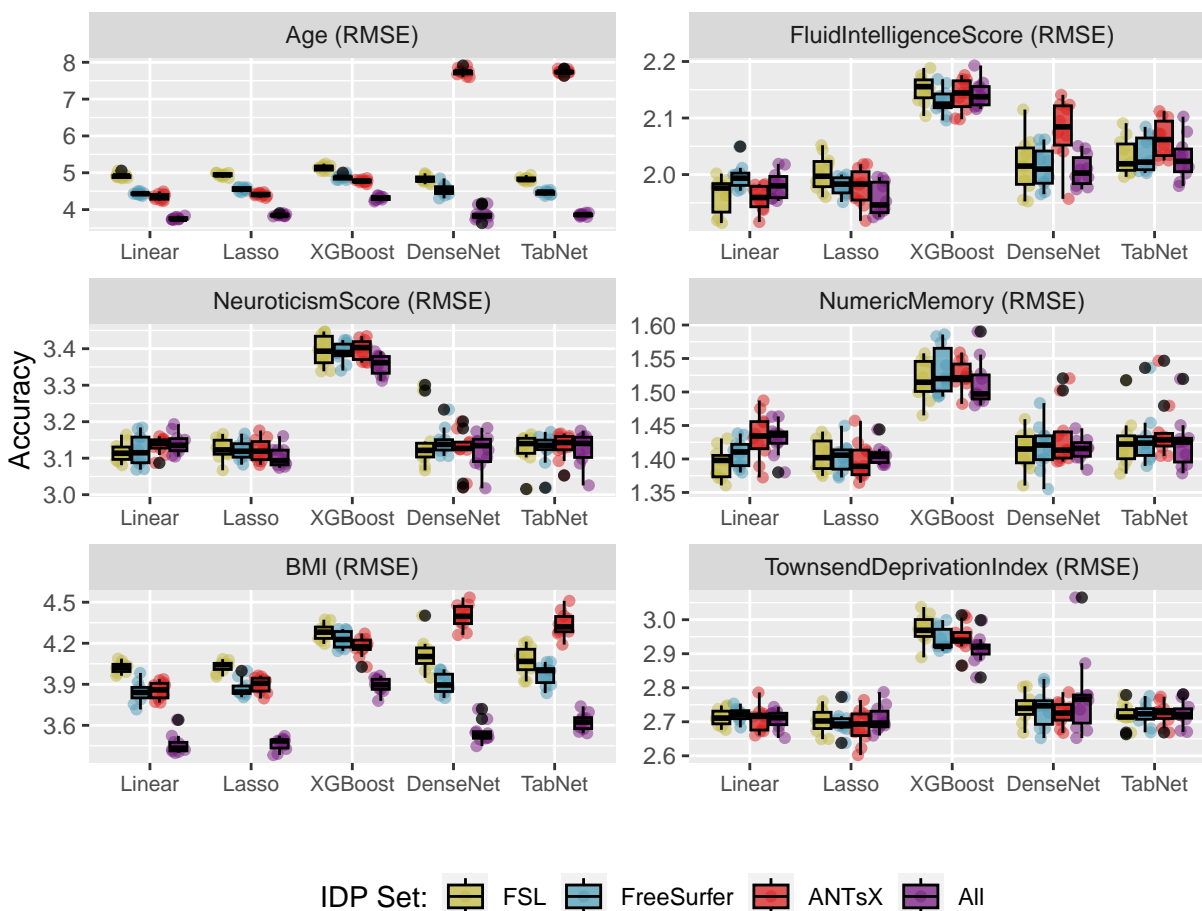 Age (RMSE)
8
7
6
5
4
Linear Lasso XGBoost DenseNet TabNet
FluidIntelligenceScore (RMSE)
2.2
2.1
2.0
Linear Lasso XGBoost DenseNet TabNet
NeuroticismScore (RMSE)
3.4
3.3
3.2
3.1
3.0
Linear Lasso XGBoost DenseNet TabNet
NumericMemory (RMSE)
1.60
1.55
1.50
1.45
1.40
1.35
Linear Lasso XGBoost DenseNet TabNet
BMI (RMSE)
4.5
4.2
3.9
3.6
Linear Lasso XGBoost DenseNet TabNet
TownsendDeprivationIndex (RMSE)
3.0
2.9
2.8
2.7
2.6
Linear Lasso XGBoost DenseNet TabNet
Accuracy
IDP Set: FSL FreeSurfer ANTsX All